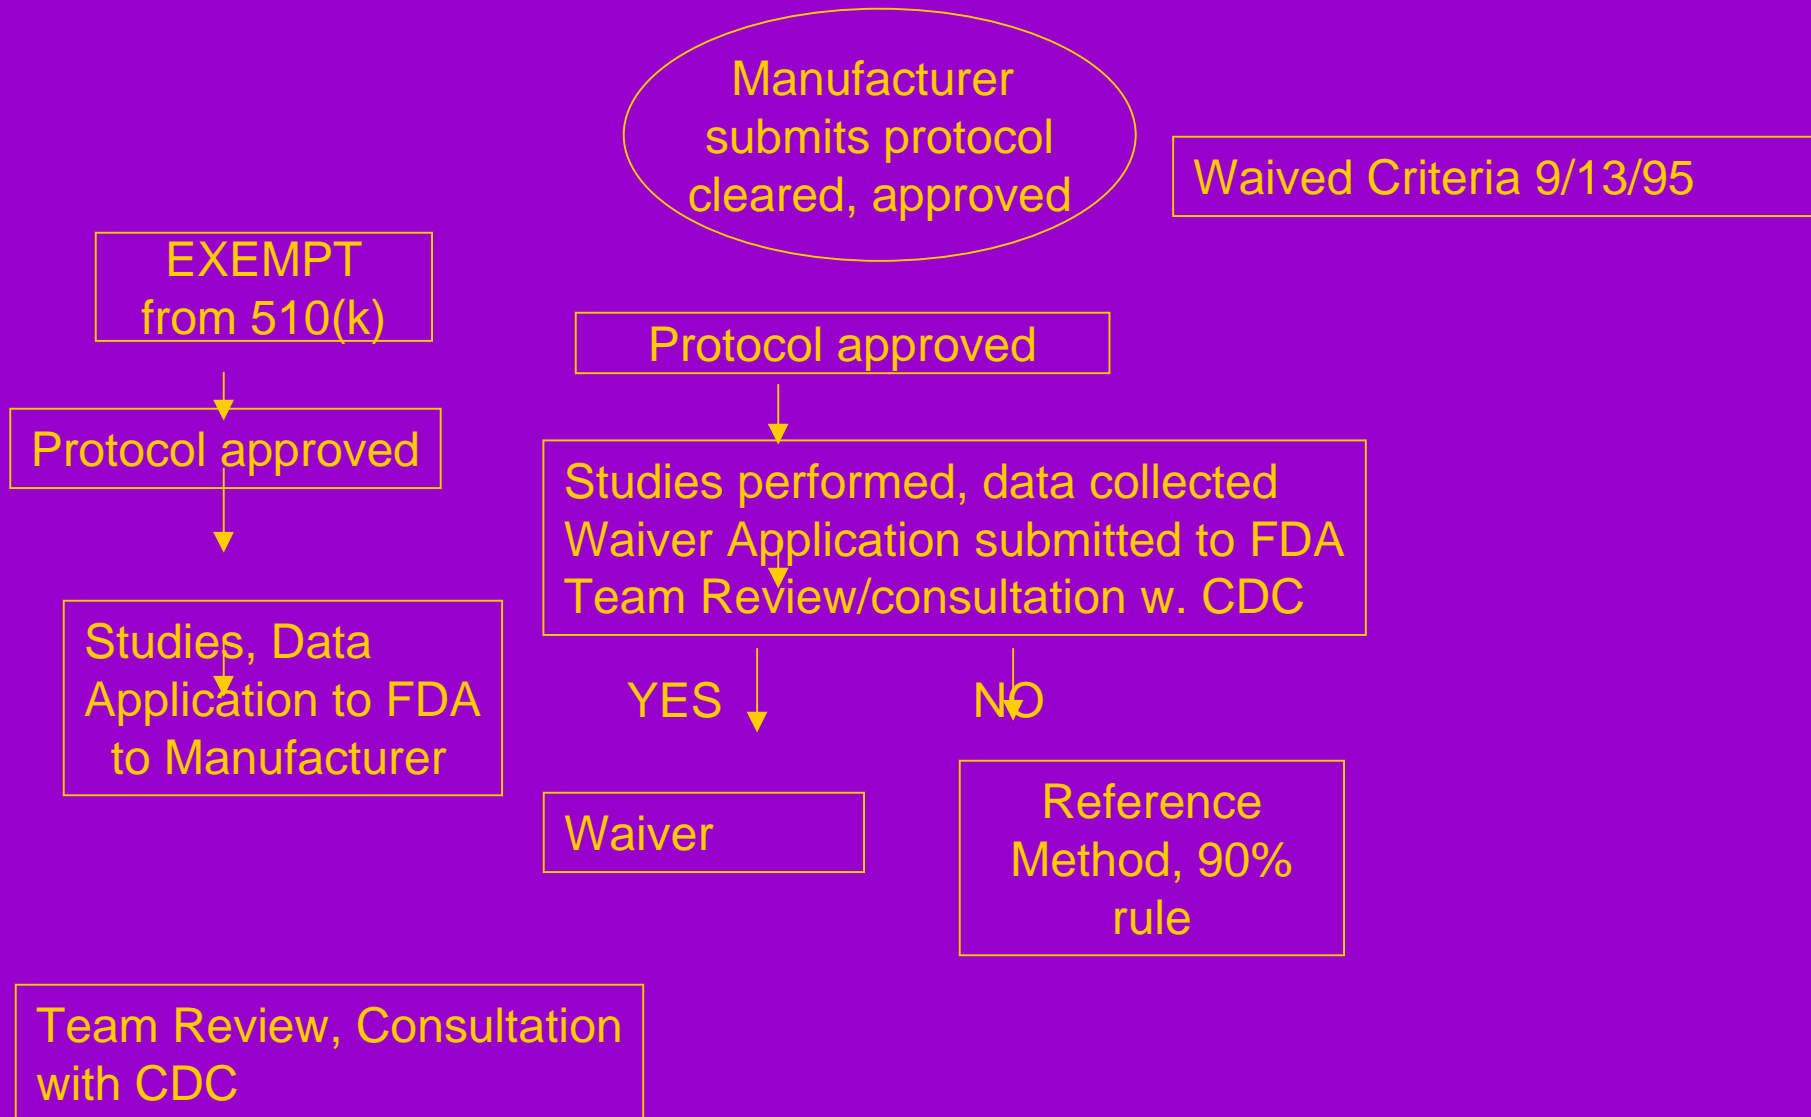 Manufacturer
submits protocol
cleared, approved
Waived Criteria 9/13/95
EXEMPT
from 510(k)
Protocol approved
Protocol approved
Studies performed, data collected
Waiver Application submitted to FDA
Team Review/consultation w. CDC
Studies, Data
Application to FDA
to Manufacturer
YES
NO
Waiver
Reference
Method, 90%
rule
Team Review, Consultation
with CDC